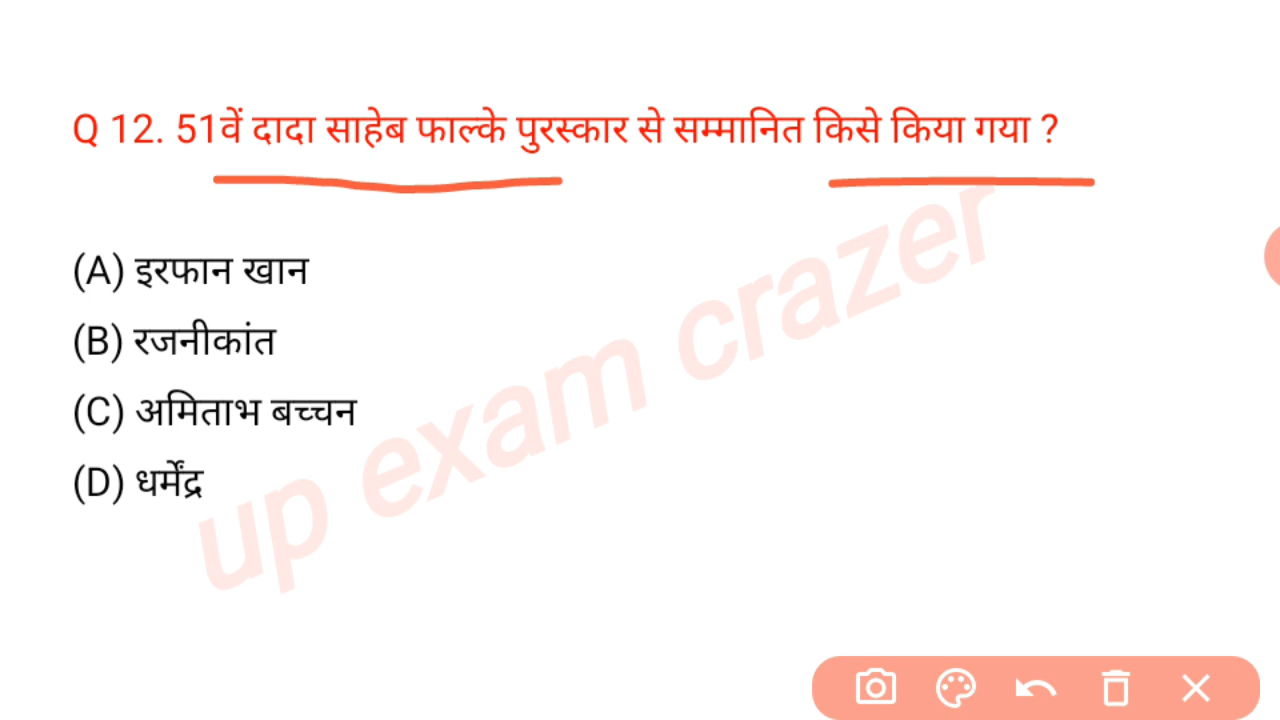 Q 12. 51वें दादा साहेब फाल्के पुरस्कार से सम्मानित किसे किया गया ?
(A) इरफान खान
(B) रजनीकांत
(C) अमिताभ बच्चन
(D) धर्मेंद्र
up exam crazer